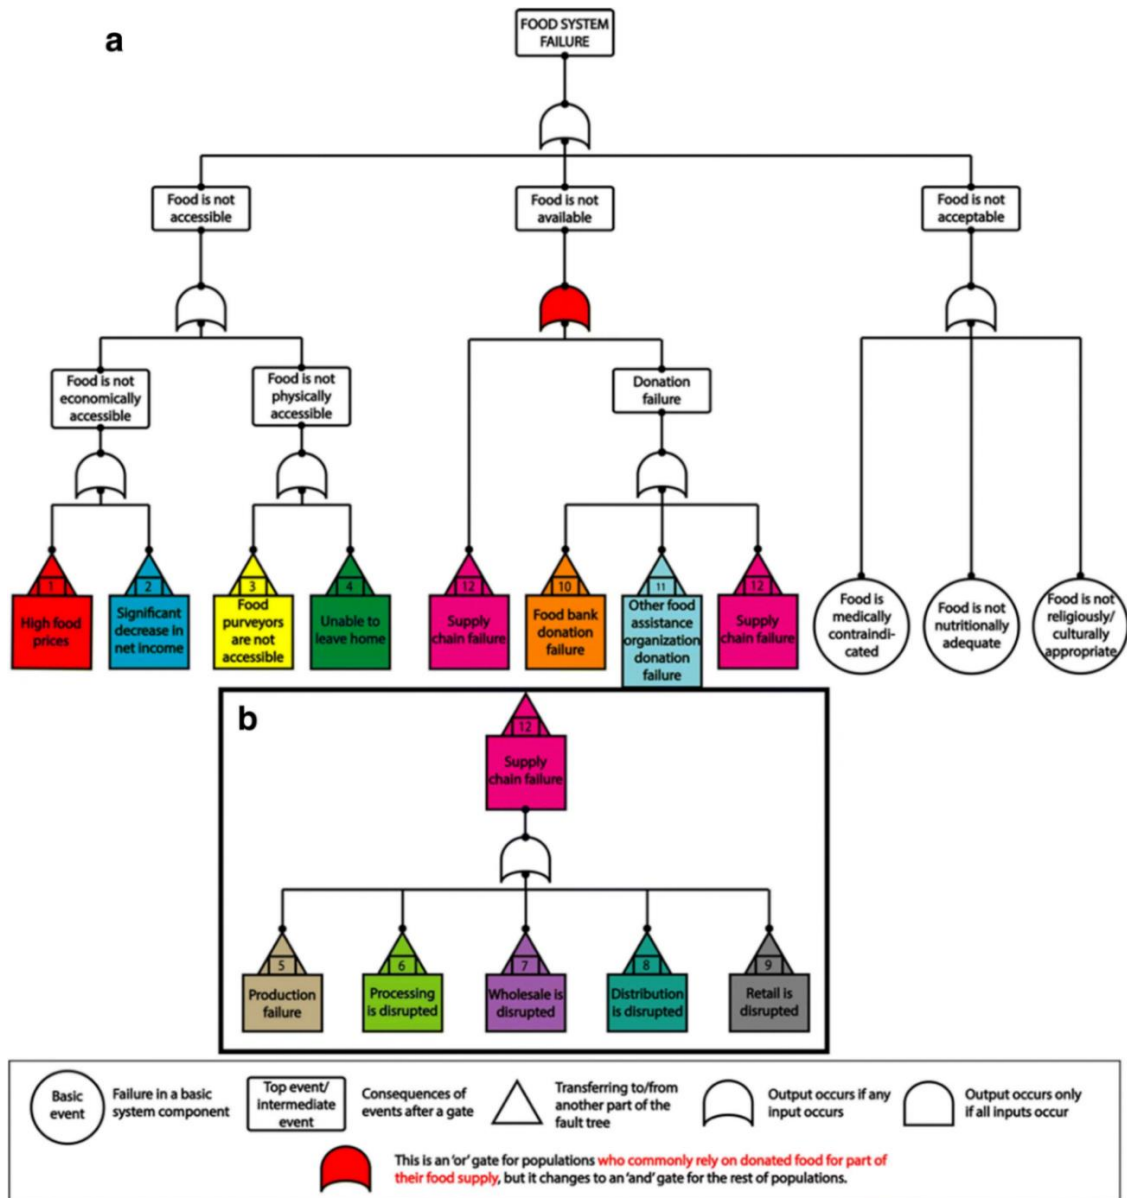 a
FOOD SYSTEM
FAILURE
Food is not
accessible
Food is not
available
Food is not
acceptable
Food is not
economically
accessible
Food is not
physically
accessible
Donation
failure
1
High food
prices
2
Significant
decrease in
net income
3
Food
purveyors
are not
accessible
4
Unable to
leave home
12
Supply
chain failure
10
Food bank
donation
failure
11
Other food
assistance
organization
donation
failure
12
Supply
chain failure
Food is
medically
contraindi-
cated
Food is not
nutritionally
adequate
Food is not
religiously/
culturally
appropriate
b
12
Supply
chain failure
5
Production
failure
6
Processing
is disrupted
7
Wholesale is
disrupted
8
Distribution
is disrupted
9
Retail is
disrupted
Basic
event
Failure in a basic
system component
Top event/
intermediate
event
Consequences of
events after a gate
Transferring to/from
another part of the
fault tree
Output occurs if any
input occurs
Output occurs only
if all inputs occur
This is an 'or' gate for populations who commonly rely on donated food for part of
their food supply, but it changes to an 'and' gate for the rest of populations.